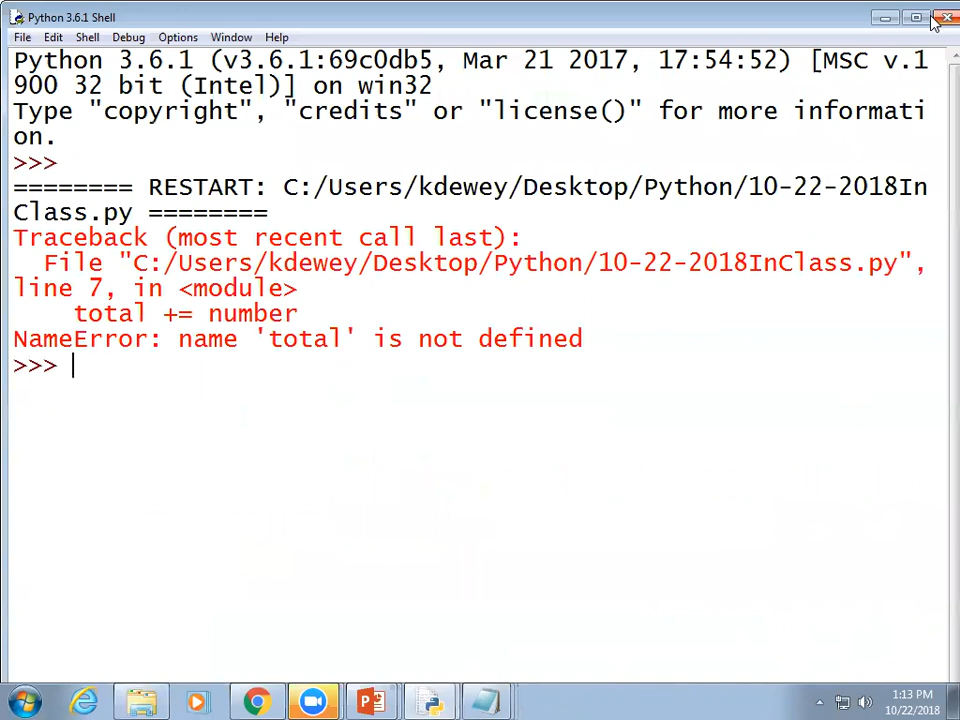 Python 3.6.1 Shell
File Edit Shell Debug Options Window Help
Python 3.6.1 (v3.6.1:69c0db5, Mar 21 2017, 17:54:52) [MSC v.1
900 32 bit (Intel)] on win32
Type "copyright", "credits" or "license()" for more informati
on.
>>>
======== RESTART: C:/Users/kdewey/Desktop/Python/10-22-2018In
Class.py ========
Traceback (most recent call last):
  File "C:/Users/kdewey/Desktop/Python/10-22-2018InClass.py",
line 7, in <module>
    total += number
NameError: name 'total' is not defined
>>>
1:13 PM
10/22/2018